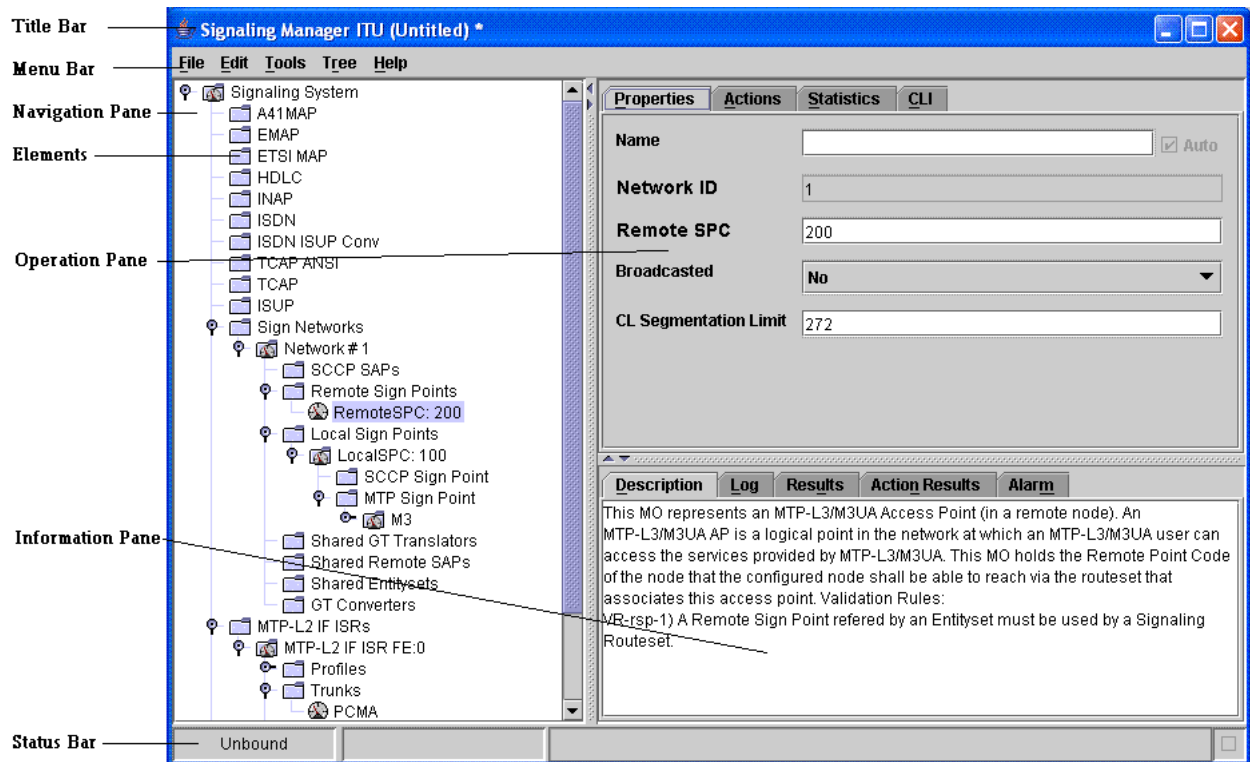 Title Bar
Signaling Manager ITU (Untitled) *
Menu Bar
File Edit Tools Tree Help
Navigation Pane
Elements
Operation Pane
Information Pane
Status Bar
Signaling System
A41MAP
EMAP
ETSI MAP
HDLC
INAP
ISDN
ISDN ISUP Conv
TCAP ANSI
TCAP
ISUP
Sign Networks
Network # 1
SCCP SAPs
Remote Sign Points
RemoteSPC: 200
Local Sign Points
LocalSPC: 100
SCCP Sign Point
MTP Sign Point
M3
Shared GT Translators
Shared Remote SAPs
Shared Entitysets
GT Converters
MTP-L2 IF ISRs
MTP-L2 IF ISR FE:0
Profiles
Trunks
PCMA
Properties Actions Statistics CLI
Name Auto
Network ID 1
Remote SPC 200
Broadcasted No
CL Segmentation Limit 272
Description Log Results Action Results Alarm
This MO represents an MTP-L3/M3UA Access Point (in a remote node). An
MTP-L3/M3UA AP is a logical point in the network at which an MTP-L3/M3UA user can
access the services provided by MTP-L3/M3UA. This MO holds the Remote Point Code
of the node that the configured node shall be able to reach via the routeset that
associates this access point. Validation Rules:
VR-rsp-1) A Remote Sign Point refered by an Entityset must be used by a Signaling
Routeset.
Unbound